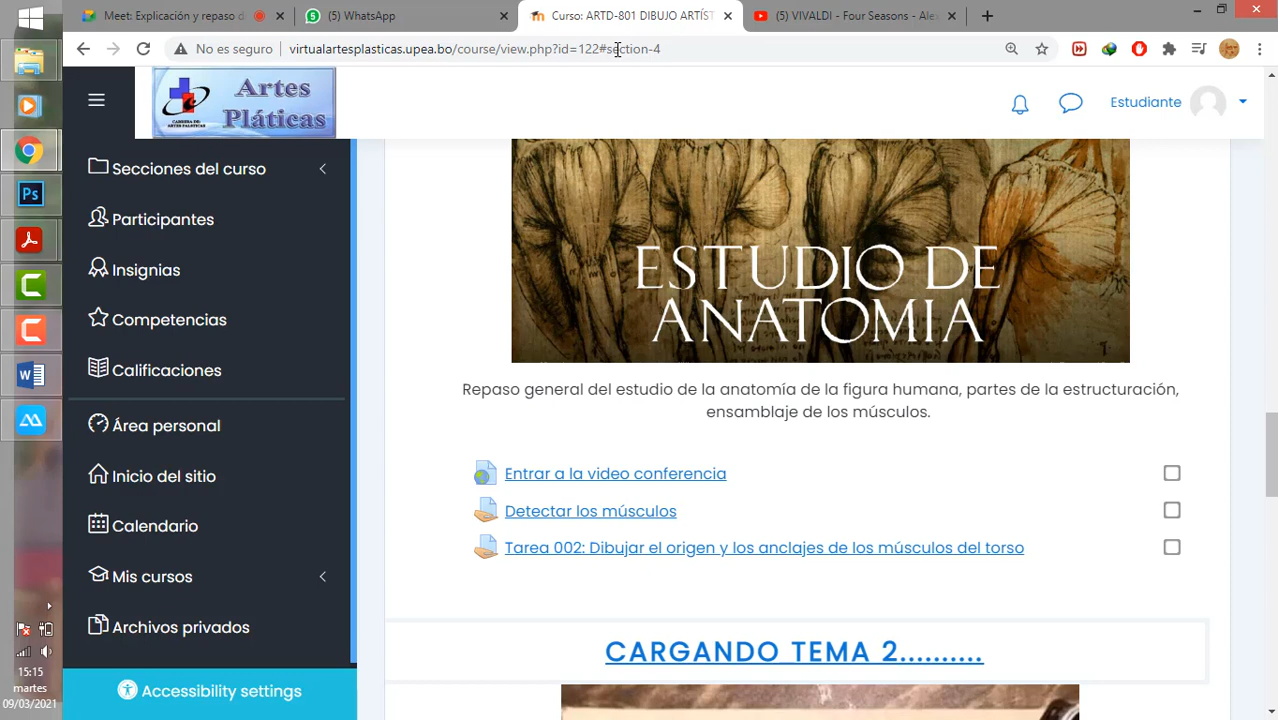 Meet: Explicación y repaso d
(5) WhatsApp
Curso: ARTD-801 DIBUJO ARTÍST
(5) VIVALDI - Four Seasons - Ale
No es seguro
virtualartesplasticas.upea.bo/course/view.php?id=122#section-4
Artes
Pláticas
CARRERA DE
ARTES PLASTICAS
Estudiante
Secciones del curso
Participantes
Insignias
Competencias
Calificaciones
Área personal
Inicio del sitio
Calendario
Mis cursos
Archivos privados
Accessibility settings
ESTUDIO DE
ANATOMIA
Repaso general del estudio de la anatomía de la figura humana, partes de la estructuración,
ensamblaje de los músculos.
Entrar a la video conferencia
Detectar los músculos
Tarea 002: Dibujar el origen y los anclajes de los músculos del torso
CARGANDO TEMA 2..........
Ps
15:15
martes
09/03/2021